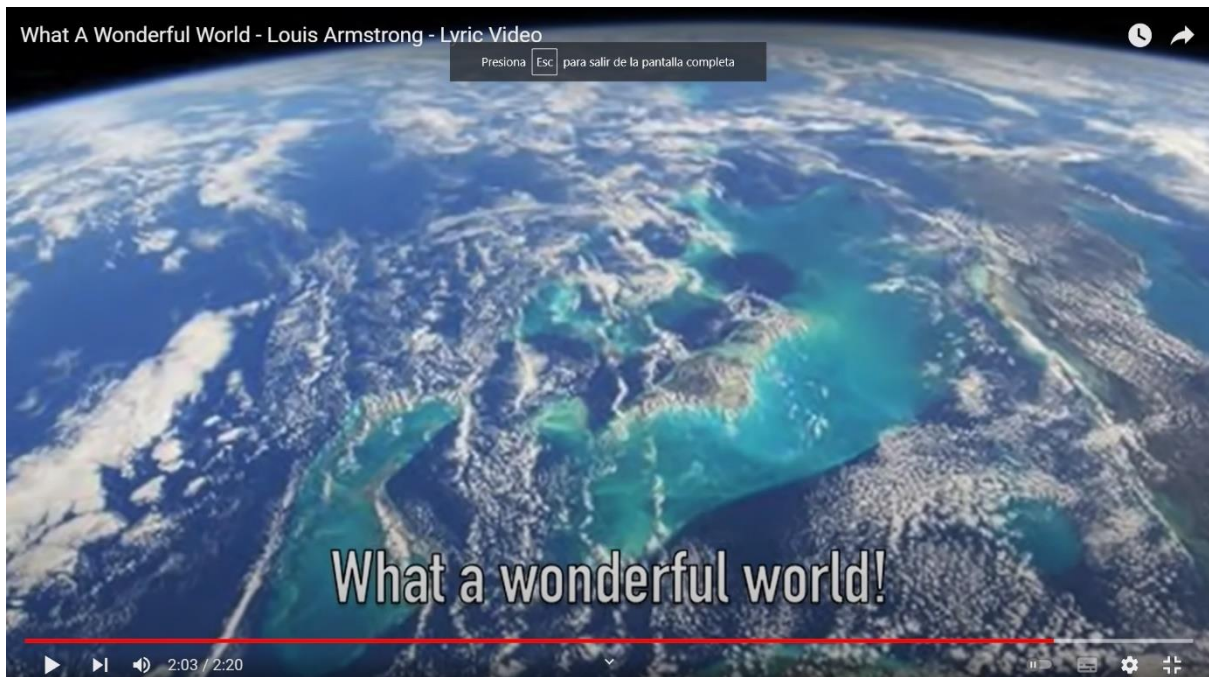 What A Wonderful World - Louis Armstrong - Lyric Video
Presiona Esc para salir de la pantalla completa
What a wonderful world!
2:03 / 2:20